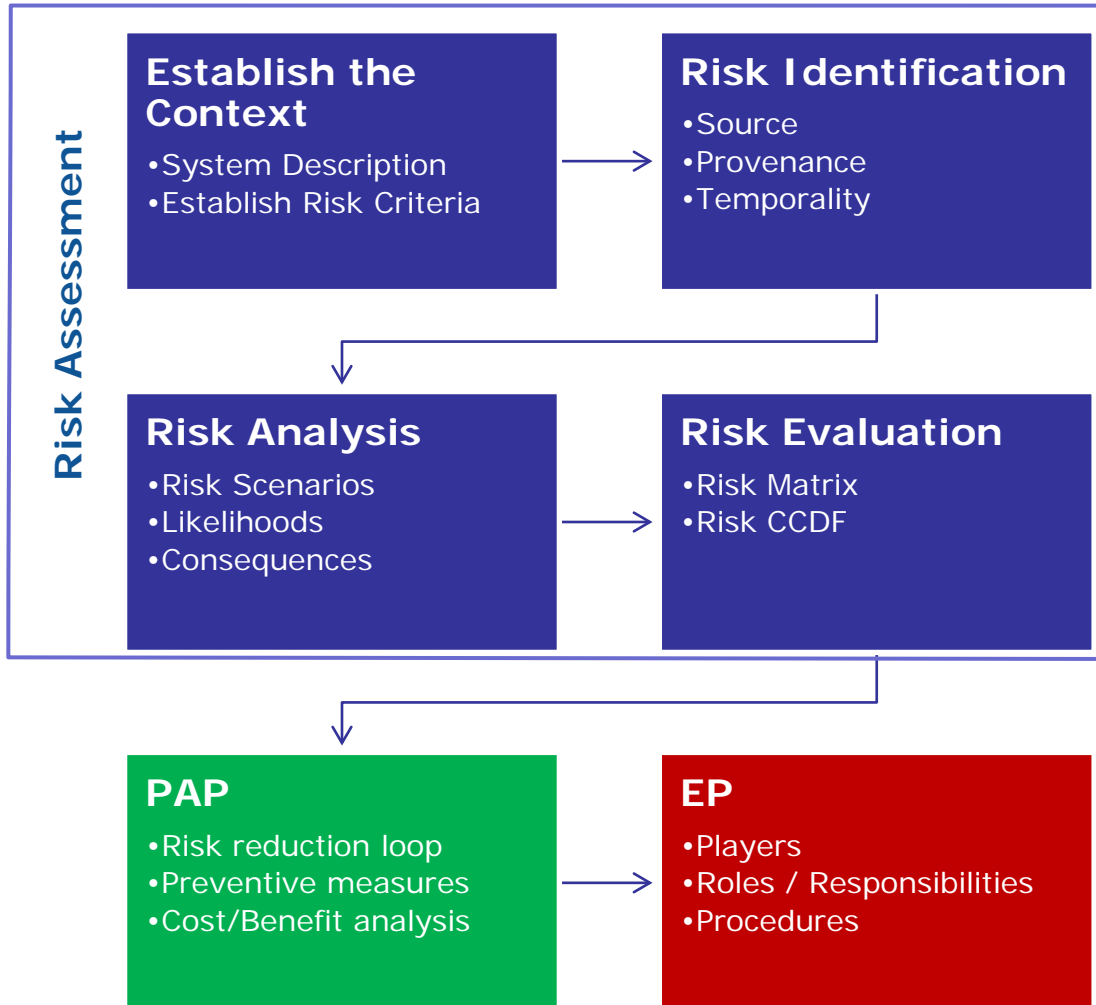 Risk Assessment
Establish the
Context
•System Description
•Establish Risk Criteria
Risk Identification
•Source
•Provenance
•Temporality
Risk Analysis
•Risk Scenarios
•Likelihoods
•Consequences
Risk Evaluation
•Risk Matrix
•Risk CCDF
PAP
•Risk reduction loop
•Preventive measures
•Cost/Benefit analysis
EP
•Players
•Roles / Responsibilities
•Procedures